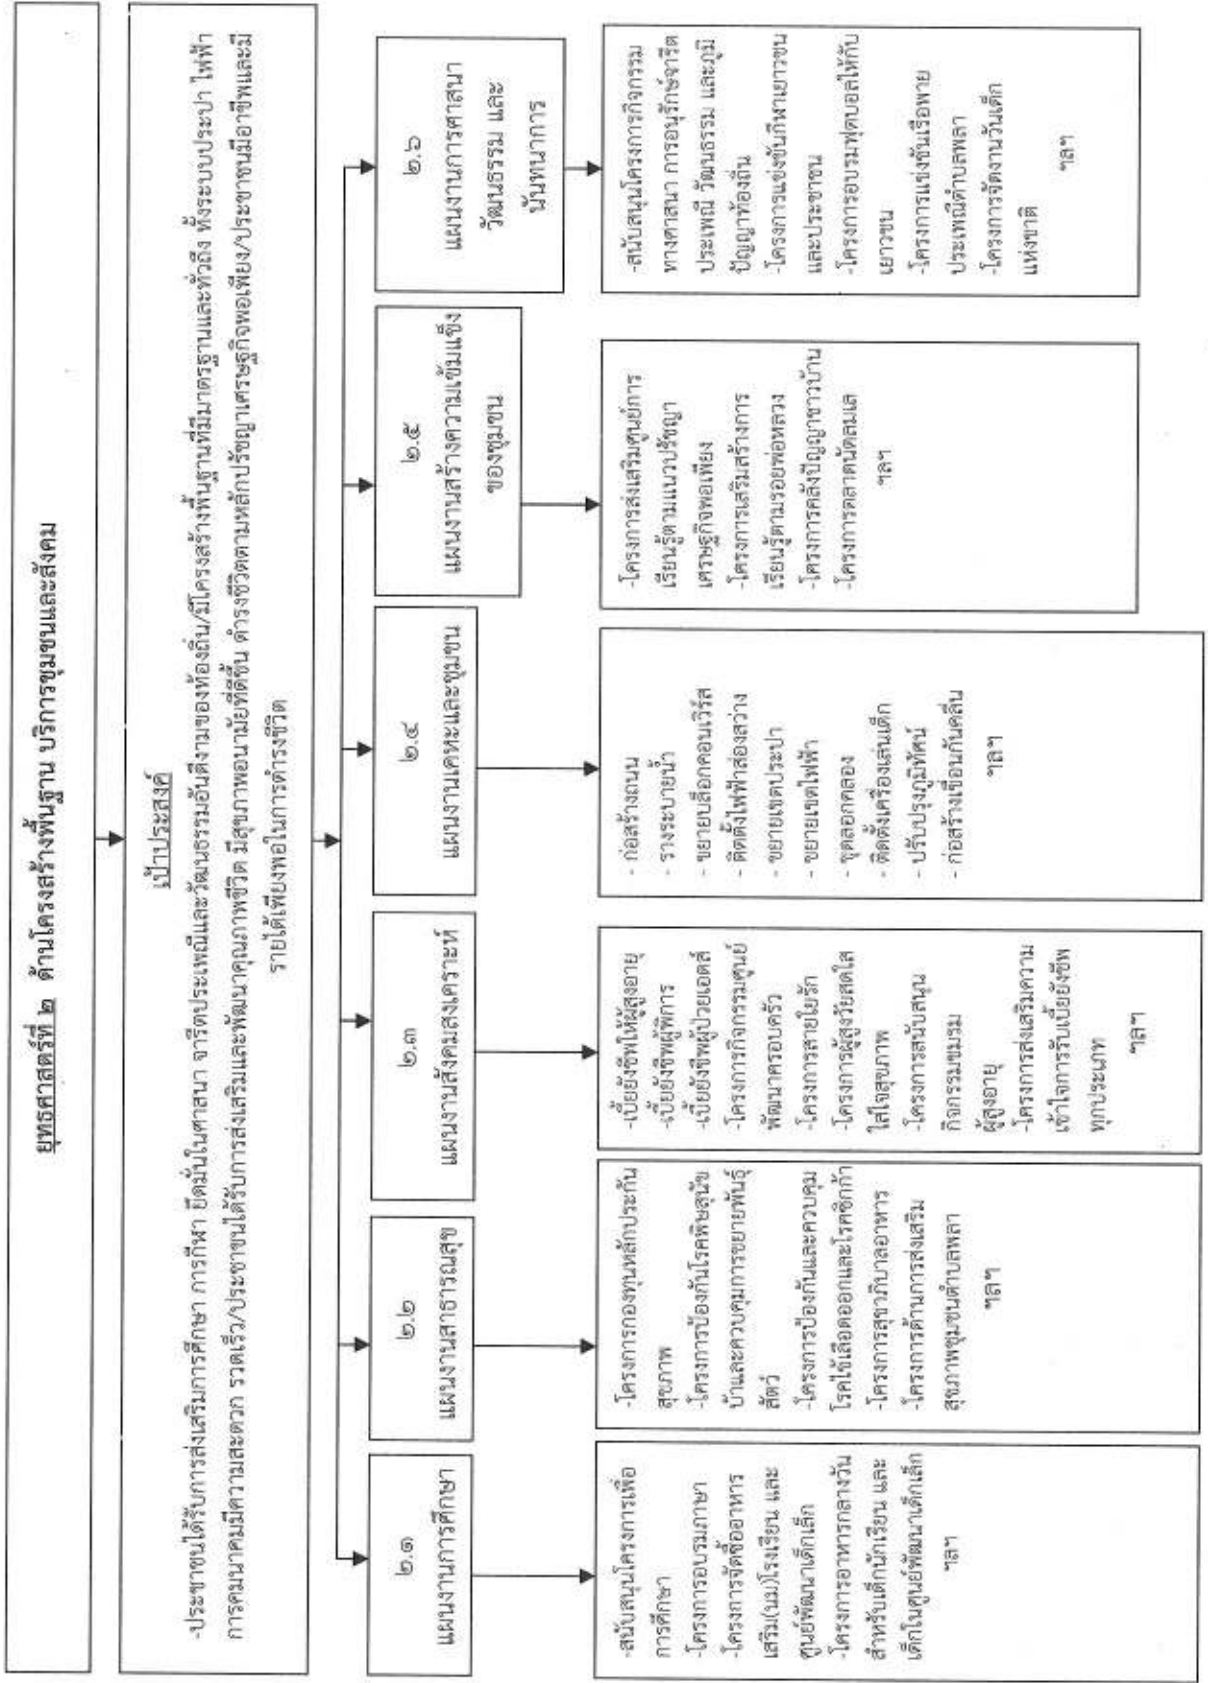 ยุทธศาสตร์ที่ ๒ ด้านโครงสร้างพื้นฐาน บริการชุมชนและสังคม
เป้าประสงค์
-ประชาชนได้รับการส่งเสริมการศึกษา การกีฬา ยึดมั่นในศาสนา จารีตประเพณีและวัฒนธรรมอันดีงามของท้องถิ่น/มีโครงสร้างพื้นฐานที่มีมาตรฐานและทั่วถึง ทั้งระบบประปา ไฟฟ้า
การคมนาคมมีความสะดวก รวดเร็ว/ประชาชนได้รับการส่งเสริมและพัฒนาคุณภาพชีวิต มีสุขภาพอนามัยที่ดีขึ้น ดำรงชีวิตตามหลักปรัชญาเศรษฐกิจพอเพียง/ประชาชนมีอาชีพและมี
รายได้เพียงพอในการดำรงชีวิต
๒.๑
แผนงานการศึกษา
-สนับสนุนโครงการเพื่อ
การศึกษา
-โครงการอบรมภาษา
-โครงการจัดซื้ออาหาร
เสริม(นม)โรงเรียน และ
ศูนย์พัฒนาเด็กเล็ก
-โครงการอาหารกลางวัน
สำหรับเด็กนักเรียน และ
เด็กในศูนย์พัฒนาเด็กเล็ก
ฯลฯ
๒.๒
แผนงานสาธารณสุข
-โครงการกองทุนหลักประกัน
สุขภาพ
-โครงการป้องกันโรคพิษสุนัข
บ้าและควบคุมการขยายพันธุ์
สัตว์
-โครงการป้องกันและควบคุม
โรคไข้เลือดออกและโรคชิกก้า
-โครงการสุขาภิบาลอาหาร
-โครงการด้านการส่งเสริม
สุขภาพชุมชนตำบลพลา
ฯลฯ
๒.๓
แผนงานสังคมสงเคราะห์
-เบี้ยยังชีพให้ผู้สูงอายุ
-เบี้ยยังชีพผู้พิการ
-เบี้ยยังชีพผู้ป่วยเอดส์
-โครงการกิจกรรมศูนย์
พัฒนาครอบครัว
-โครงการสายใยรัก
-โครงการผู้สูงวัยสดใส
ใส่ใจสุขภาพ
-โครงการสนับสนุน
กิจกรรมชมรม
ผู้สูงอายุ
-โครงการส่งเสริมความ
เข้าใจการรับเบี้ยยังชีพ
ทุกประเภท
ฯลฯ
๒.๔
แผนงานเคหะและชุมชน
- ก่อสร้างถนน
- รางระบายน้ำ
- ขยายบล็อกคอนเวิร์ส
- ติดตั้งไฟฟ้าส่องสว่าง
- ขยายเขตประปา
- ขยายเขตไฟฟ้า
- ขุดลอกคลอง
- ติดตั้งเครื่องเล่นเด็ก
- ปรับปรุงภูมิทัศน์
- ก่อสร้างเขื่อนกันคลื่น
ฯลฯ
๒.๕
แผนงานสร้างความเข้มแข็ง
ของชุมชน
-โครงการส่งเสริมศูนย์การ
เรียนรู้ตามแนวปรัชญา
เศรษฐกิจพอเพียง
-โครงการเสริมสร้างการ
เรียนรู้ตามรอยพ่อหลวง
-โครงการคลังปัญญาชาวบ้าน
-โครงการตลาดนัดลมเล
ฯลฯ
๒.๖
แผนงานการศาสนา
วัฒนธรรม และ
นันทนาการ
-สนับสนุนโครงการกิจกรรม
ทางศาสนา การอนุรักษ์จารีต
ประเพณี วัฒนธรรม และภูมิ
ปัญญาท้องถิ่น
-โครงการแข่งขันกีฬาเยาวชน
และประชาชน
-โครงการอบรมฟุตบอลให้กับ
เยาวชน
-โครงการแข่งขันเรือพาย
ประเพณีตำบลพลา
-โครงการจัดงานวันเด็ก
แห่งชาติ
ฯลฯ